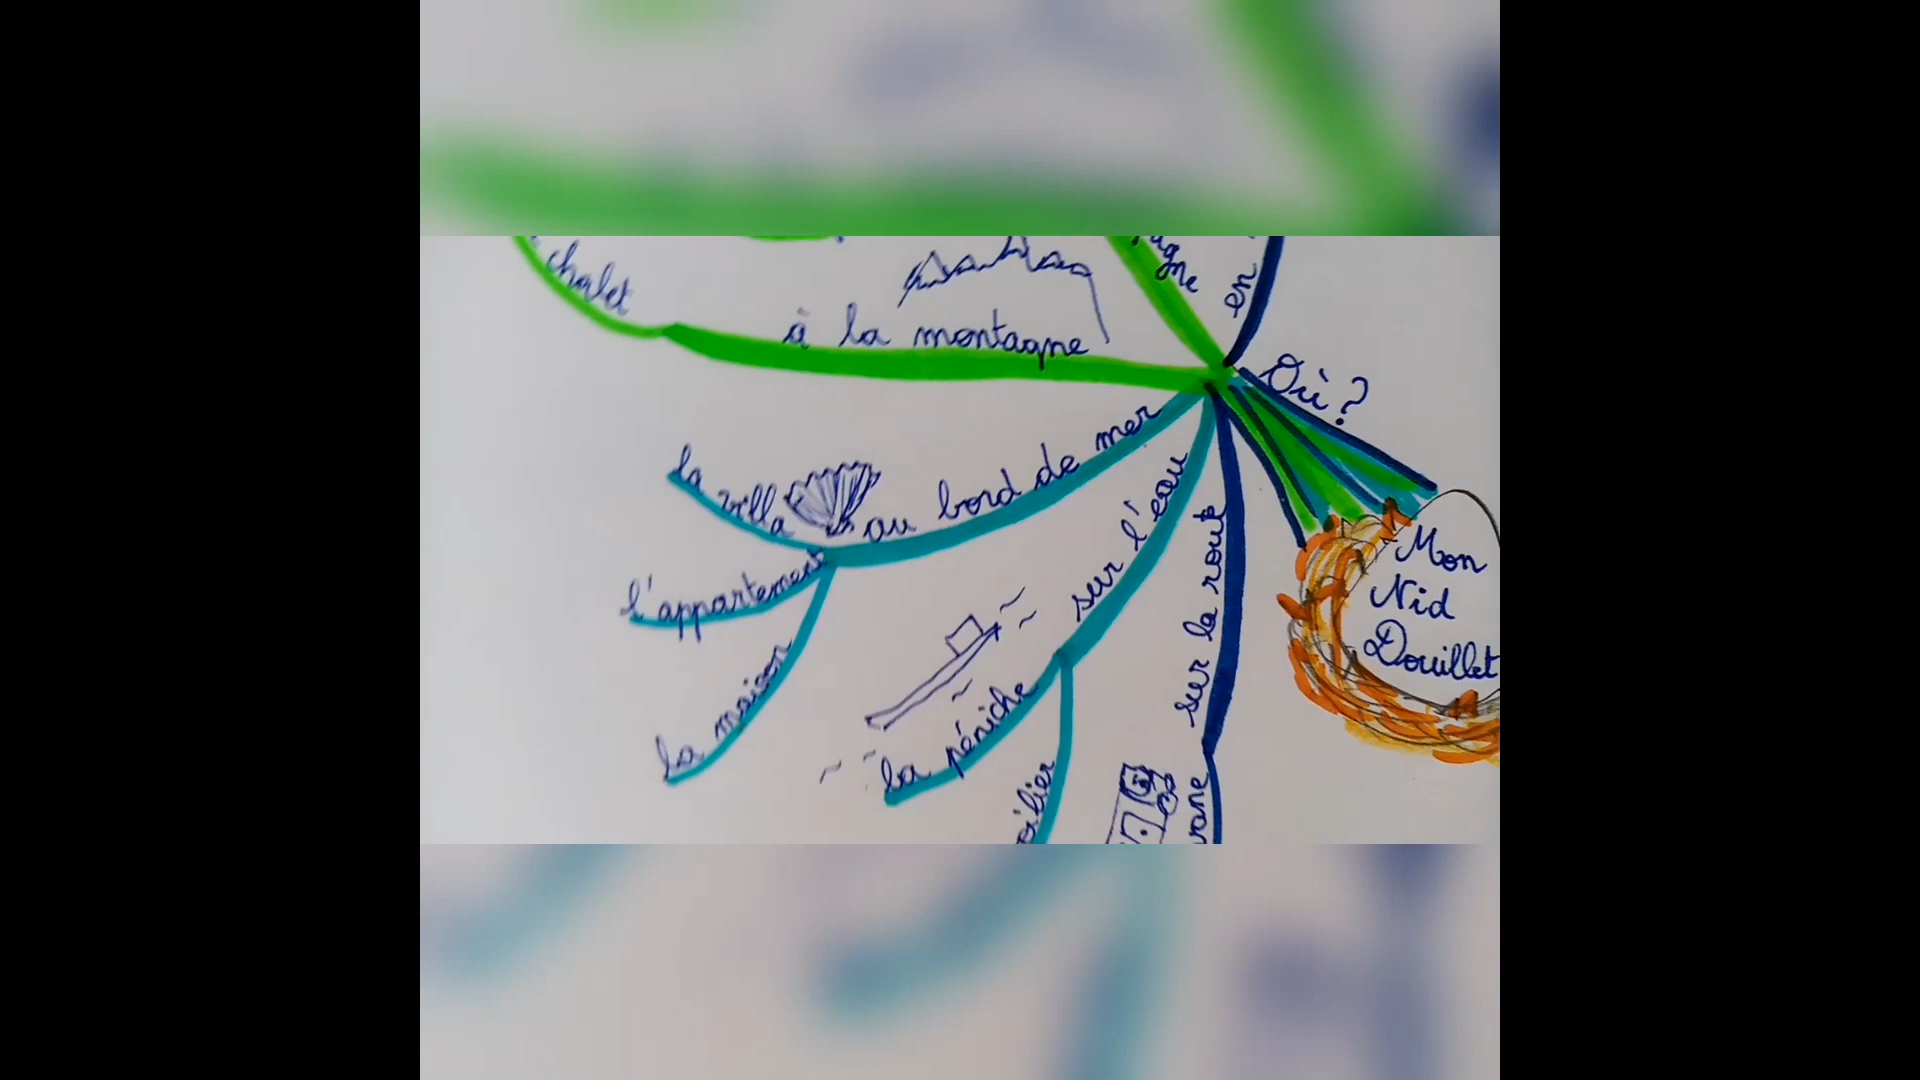 chalet
à la montagne
en
Où ?
la villa
au bord de mer
l'appartement
la maison
sur l'eau
la péniche
sur la route
Mon
Nid
Douillet